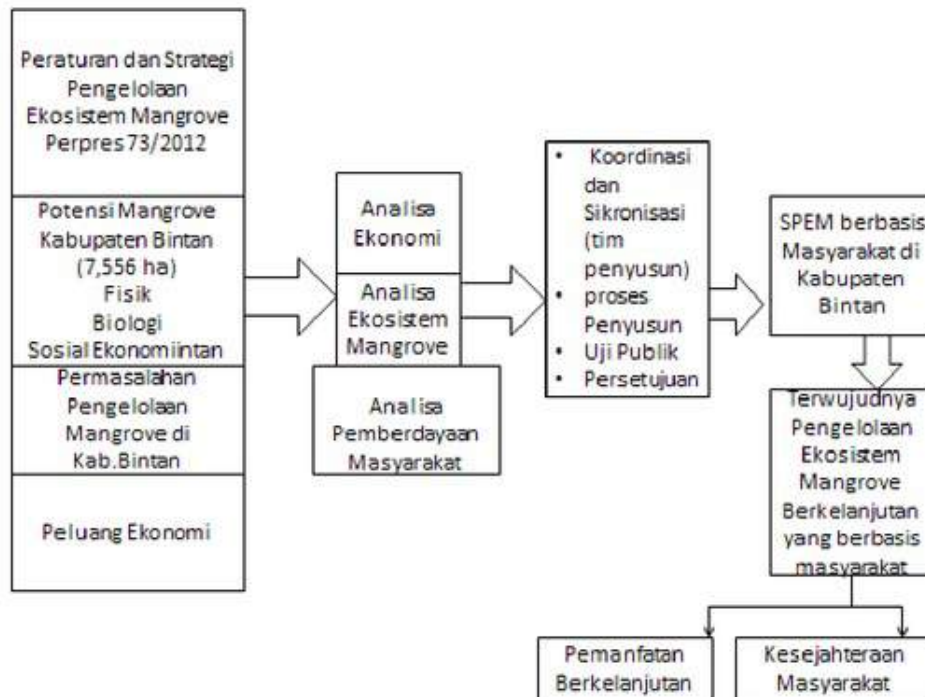 Peraturan dan Strategi
Pengelolaan
Ekosistem Mangrove
Perpres 73/2012
Potensi Mangrove
Kabupaten Bintan
(7,556 ha)
Fisik
Biologi
Sosial Ekonomiintan
Permasalahan
Pengelolaan
Mangrove di
Kab.Bintan
Peluang Ekonomi
Analisa
Ekonomi
Analisa
Ekosistem
Mangrove
Analisa
Pemberdayaan
Masyarakat
• Koordinasi
dan
Sikronisasi
(tim
penyusun)
• proses
Penyusun
• Uji Publik
• Persetujuan
SPEM berbasis
Masyarakat di
Kabupaten
Bintan
Terwujudnya
Pengelolaan
Ekosistem
Mangrove
Berkelanjutan
yang berbasis
masyarakat
Pemanfatan
Berkelanjutan
Kesejahteraan
Masyarakat